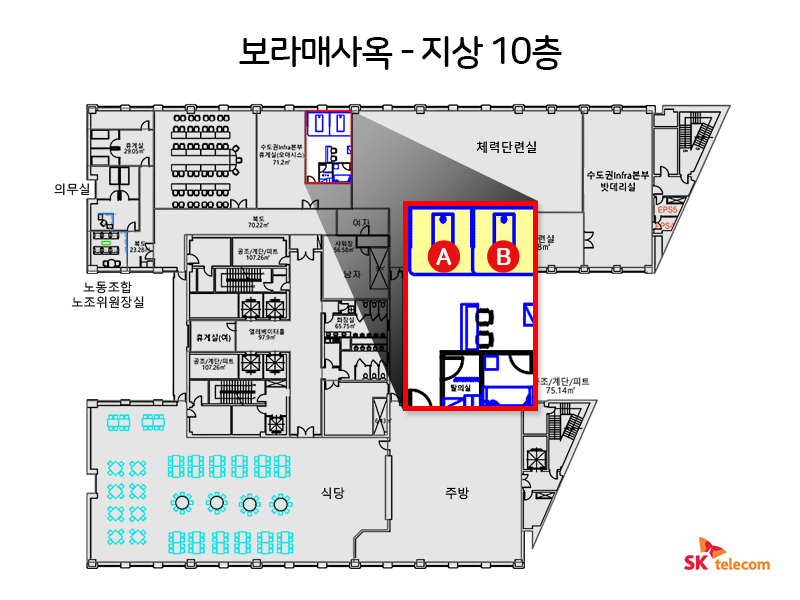 보라매사옥 - 지상 10층
휴게실
29.05㎡
수도권Infra본부
휴게실(오아시스)
71.2㎡
체력단련실
수도권Infra본부
밧데리실
의무실
EPS5
복도
70.22㎡
여자
샤워장
56.58㎡
남자
복도
23.28㎡
공조/계단/피트
107.26㎡
A
B
노동조합
노조위원장실
화장실
65.75㎡
엘레베이터홀
97.9㎡
휴게실(여)
공조/계단/피트
107.26㎡
탈의실
공조/계단/피트
75.14㎡
식당
주방
SK telecom